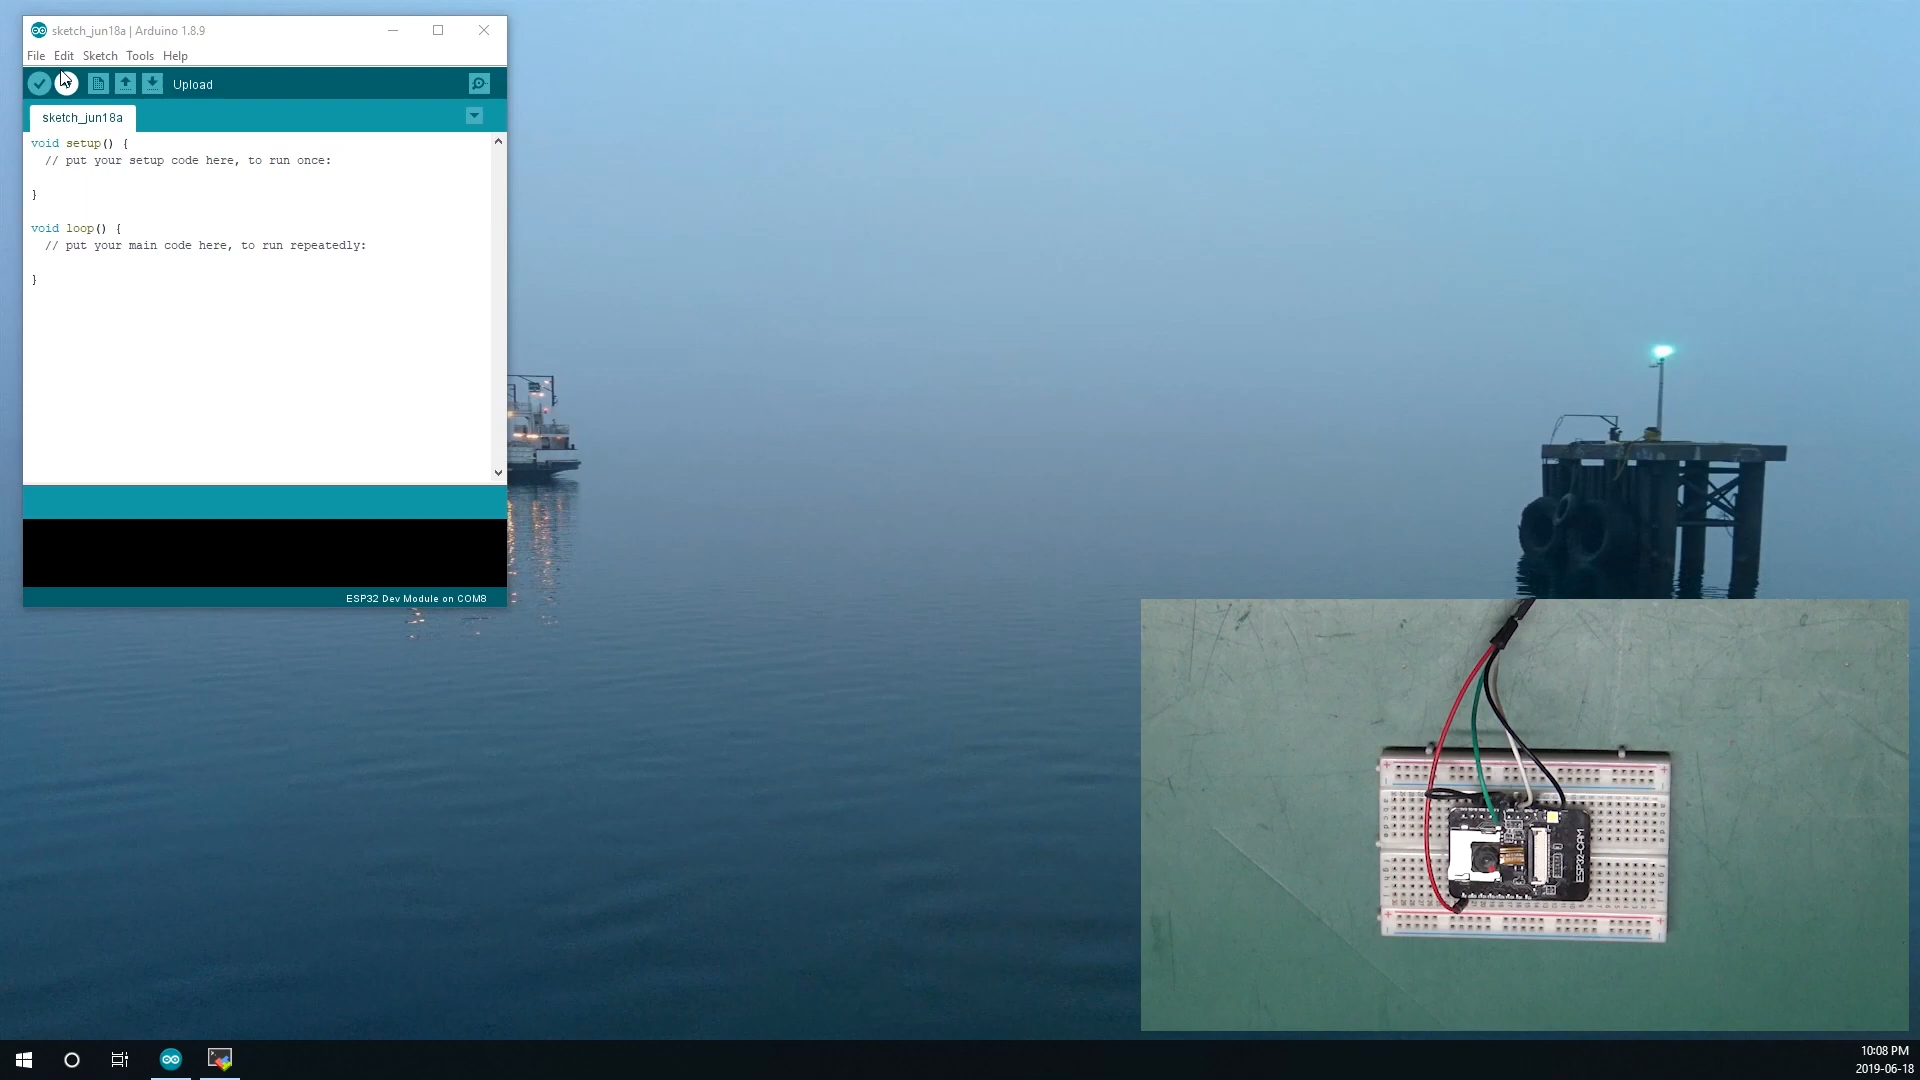 sketch_jun18a | Arduino 1.8.9
File Edit Sketch Tools Help
Upload
sketch_jun18a
void setup() {
// put your setup code here, to run once:
}
void loop() {
// put your main code here, to run repeatedly:
}
ESP32 Dev Module on COM8
ESP32-CAM
10:08 PM
2019-06-18